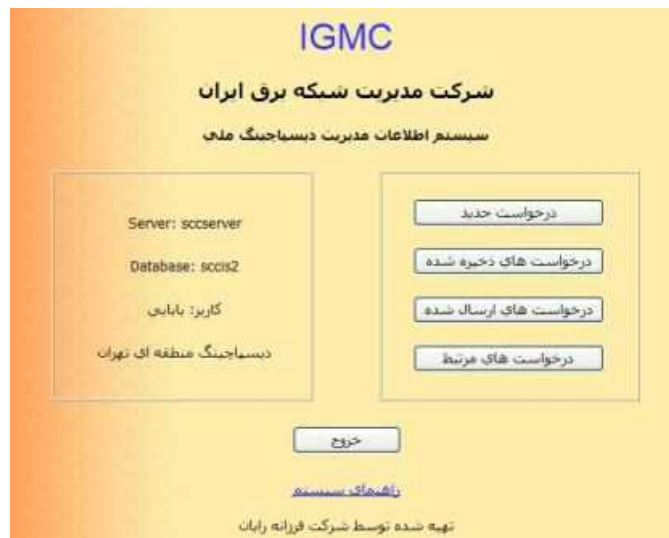 IGMC
شرکت مدیریت شبکه برق ایران
سیستم اطلاعات مدیریت دیسپاچینگ ملی
درخواست جدید
درخواست های ذخیره شده
درخواست های ارسال شده
درخواست های مرتبط
Server: sccserver
Database: sccis2
کاربر: بابایی
دیسپاچینگ منطقه ای تهران
خروج
راهنمای سیستم
تهیه شده توسط شرکت فرزانه رایان